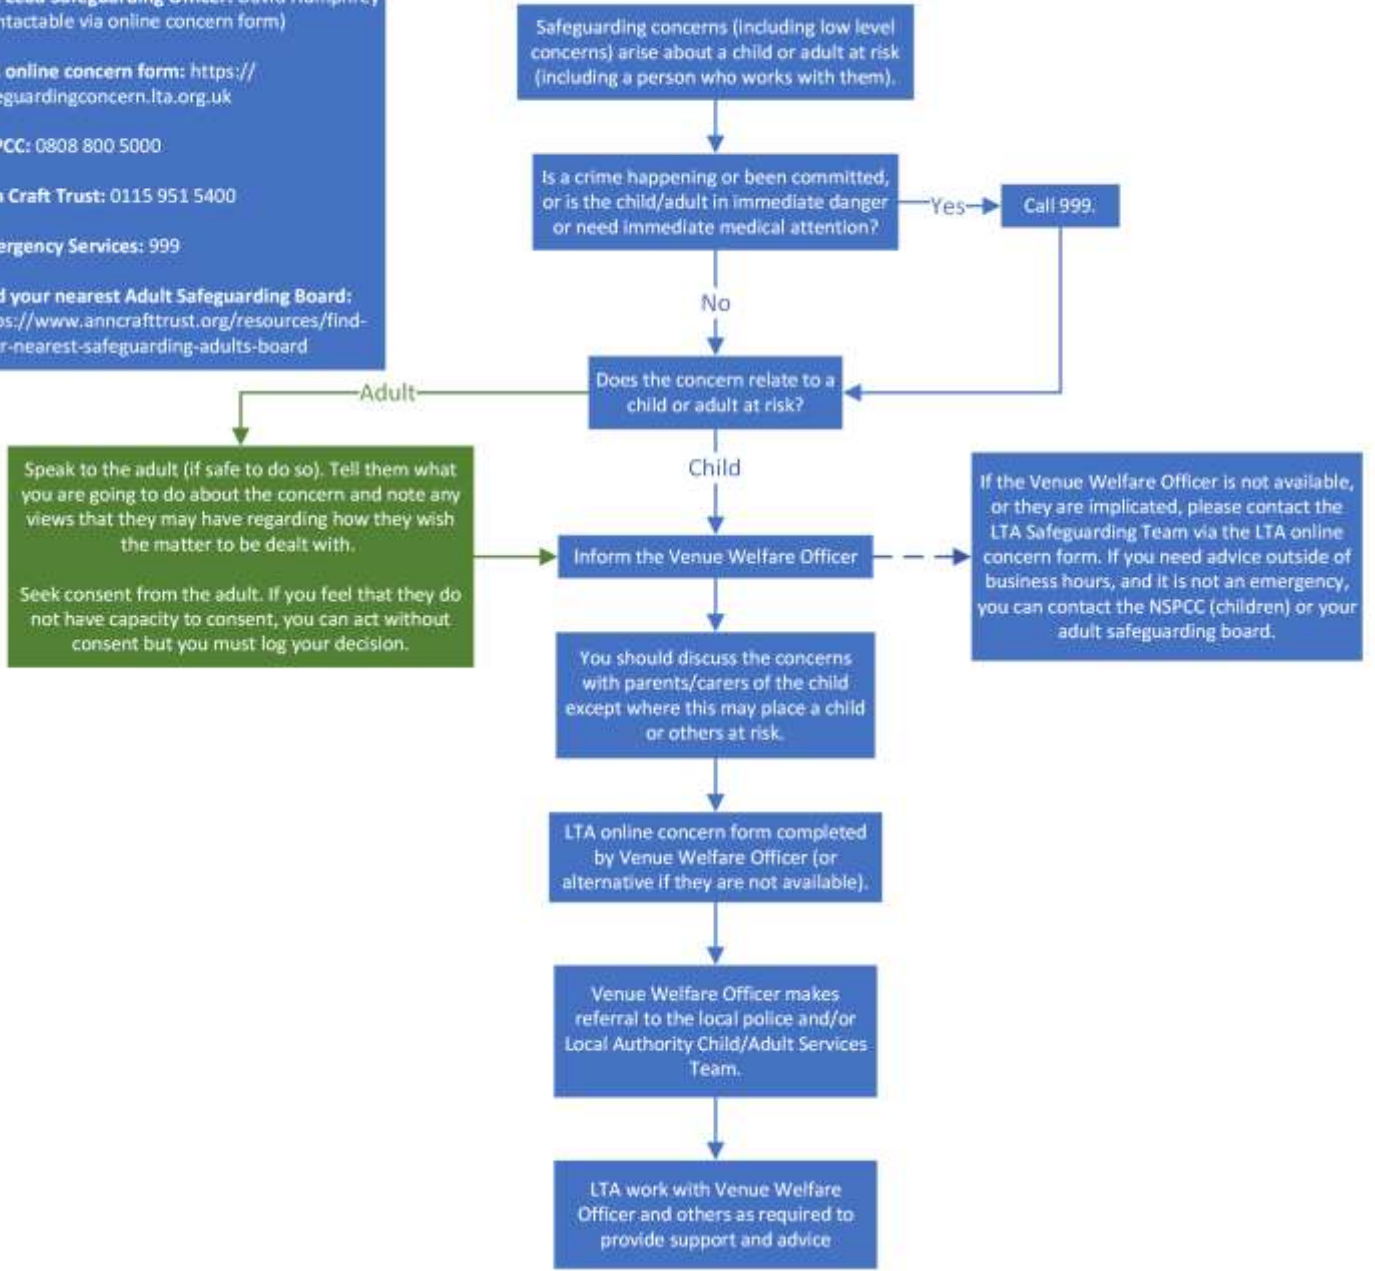 Lead Safeguarding Officer: David Humphrey
ntactable via online concern form)
online concern form: https://
eguardingconcern.lta.org.uk
PCC: 0808 800 5000
Craft Trust: 0115 951 5400
ergency Services: 999
d your nearest Adult Safeguarding Board:
ps://www.anncrafttrust.org/resources/find-
r-nearest-safeguarding-adults-board
Safeguarding concerns (including low level
concerns) arise about a child or adult at risk
(including a person who works with them).
Is a crime happening or been committed,
or is the child/adult in immediate danger
or need immediate medical attention?
Yes
Call 999.
No
Does the concern relate to a
child or adult at risk?
Adult
Child
Speak to the adult (if safe to do so). Tell them what
you are going to do about the concern and note any
views that they may have regarding how they wish
the matter to be dealt with.
Seek consent from the adult. If you feel that they do
not have capacity to consent, you can act without
consent but you must log your decision.
Inform the Venue Welfare Officer
If the Venue Welfare Officer is not available,
or they are implicated, please contact the
LTA Safeguarding Team via the LTA online
concern form. If you need advice outside of
business hours, and it is not an emergency,
you can contact the NSPCC (children) or your
adult safeguarding board.
You should discuss the concerns
with parents/carers of the child
except where this may place a child
or others at risk.
LTA online concern form completed
by Venue Welfare Officer (or
alternative if they are not available).
Venue Welfare Officer makes
referral to the local police and/or
Local Authority Child/Adult Services
Team.
LTA work with Venue Welfare
Officer and others as required to
provide support and advice